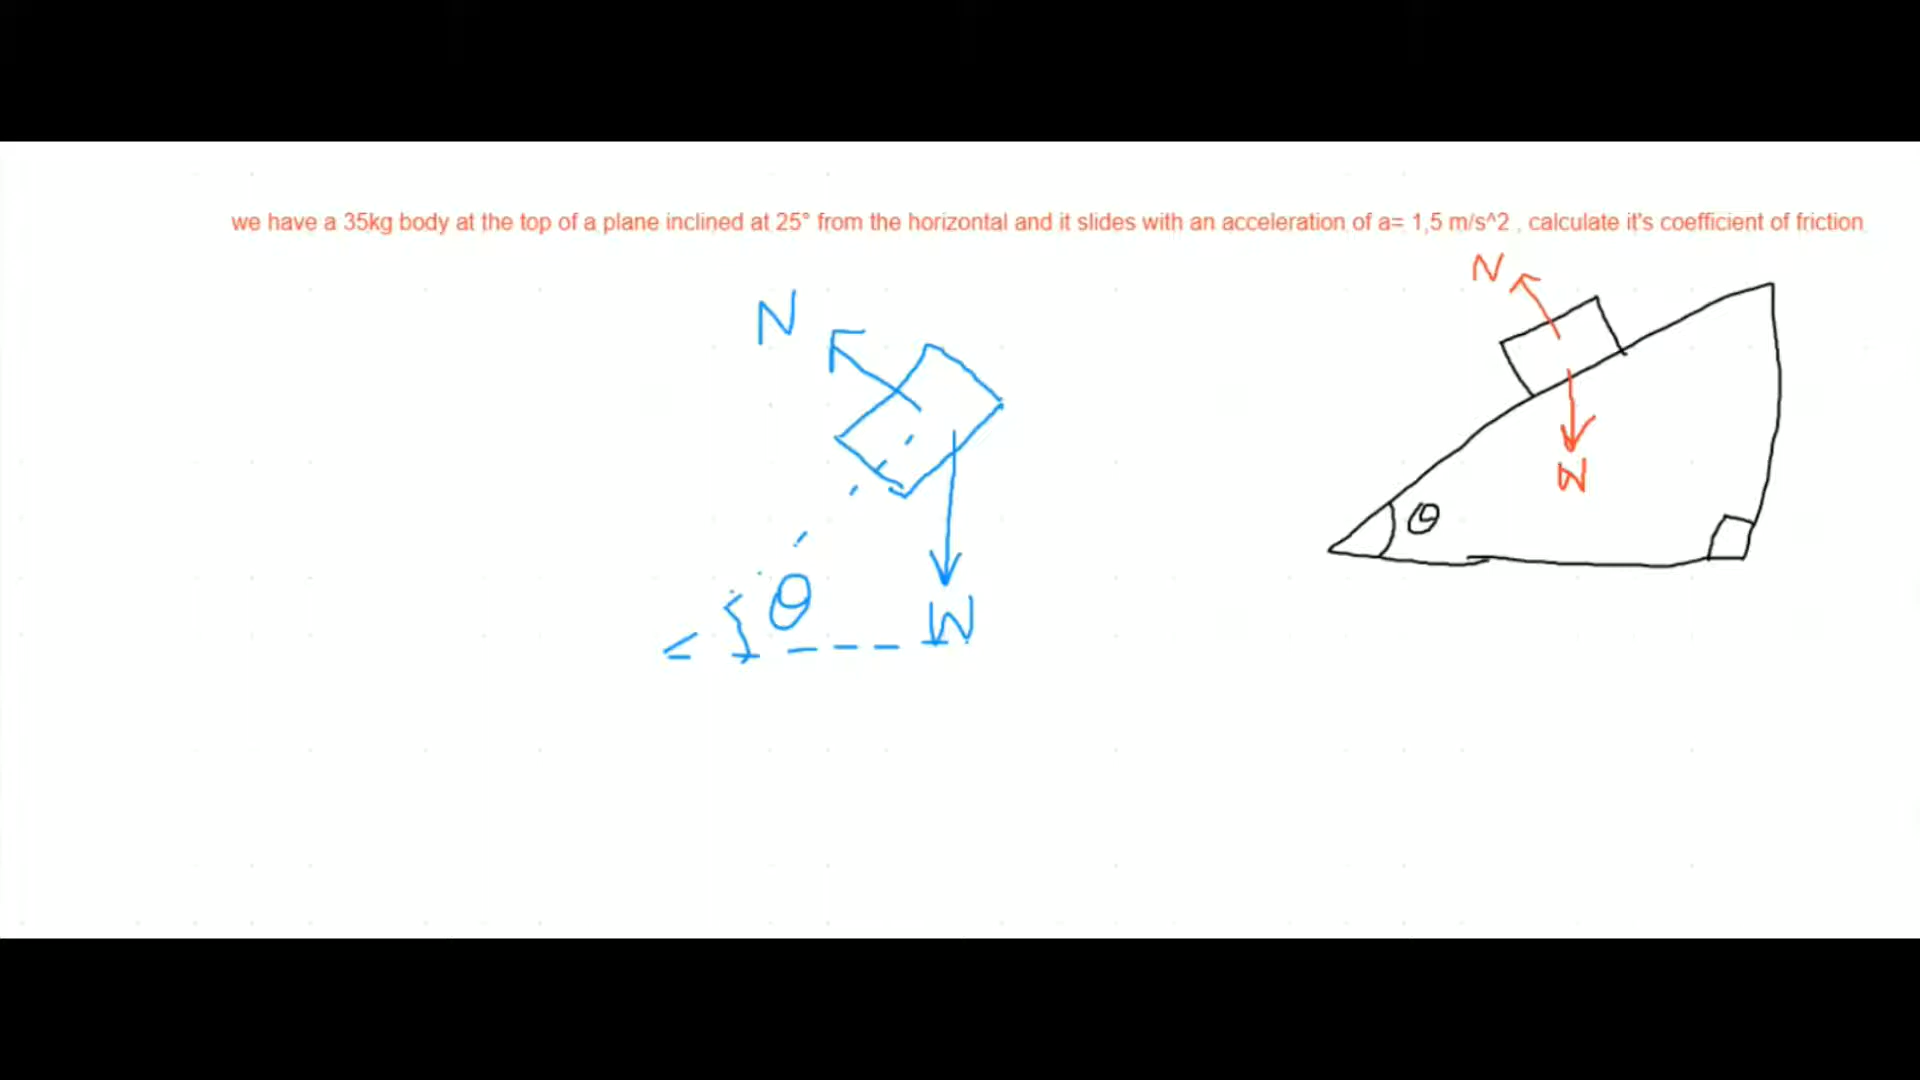 we have a 35kg body at the top of a plane inclined at 25° from the horizontal and it slides with an acceleration of a= 1,5 m/s^2 , calculate it's coefficient of friction
N
N
W
θ
θ
W